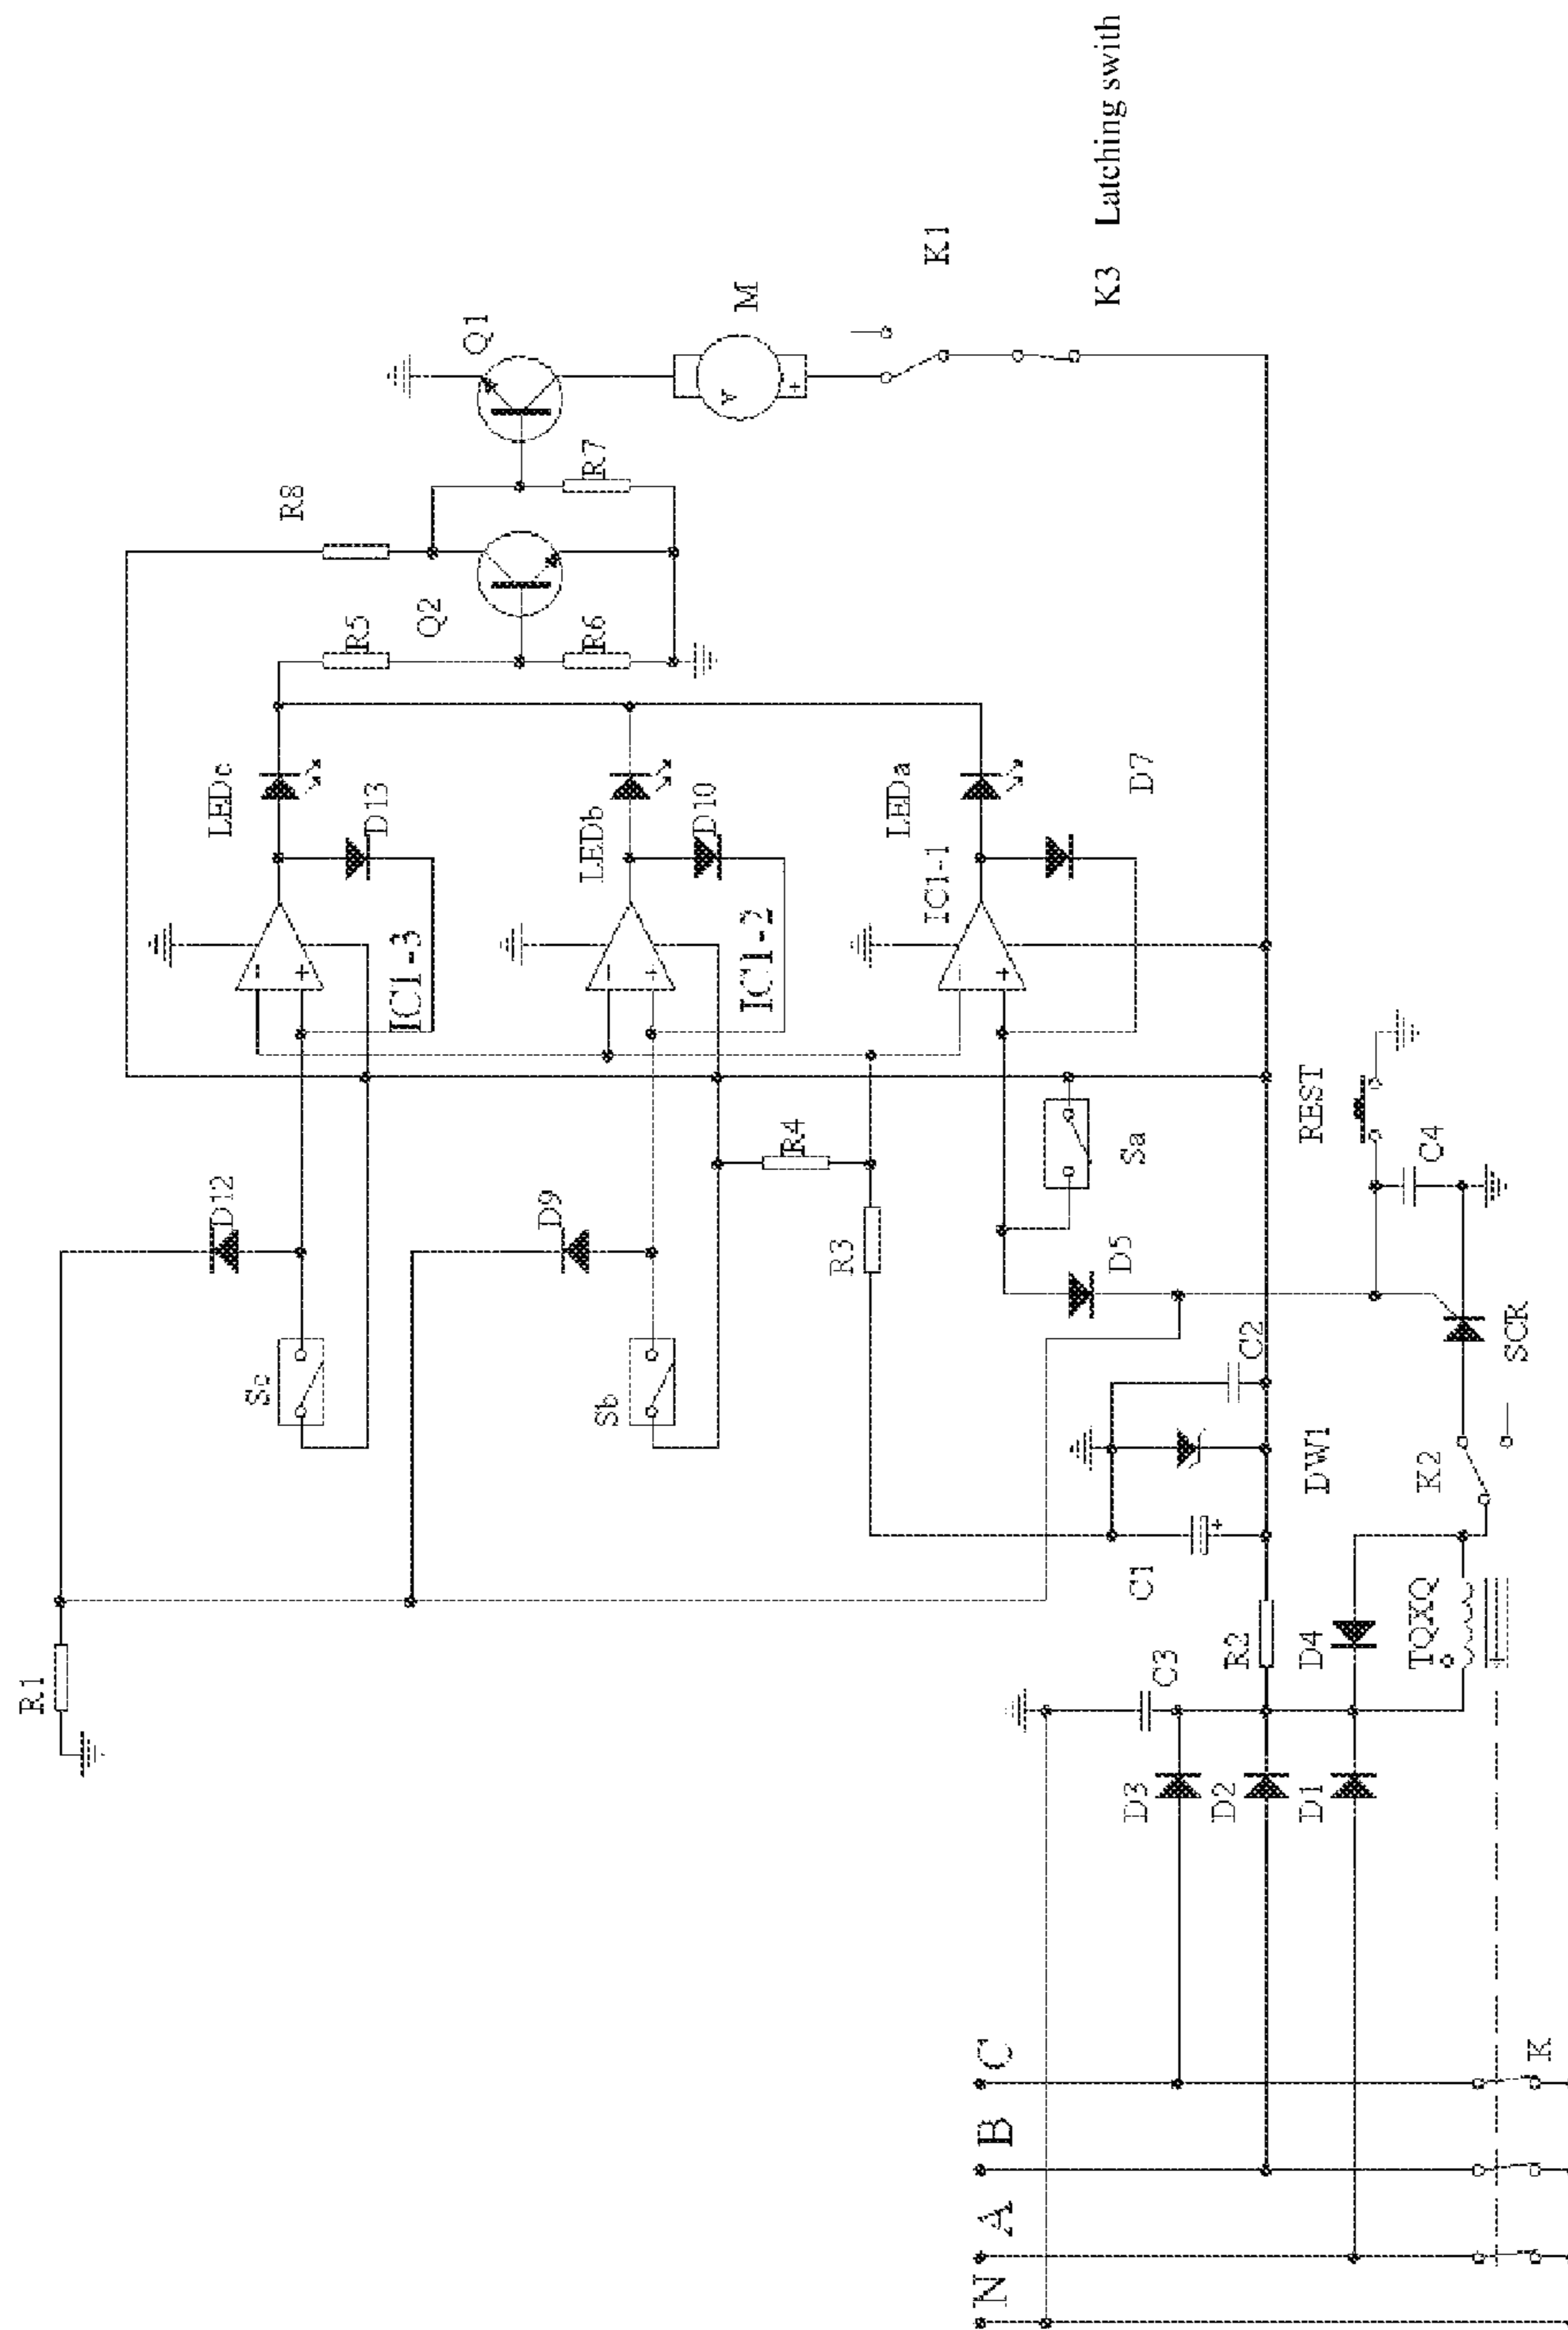 K3 Latching swith
K1
M
Q1
R7
R8
Q2
R5
R6
LEDc
D13
LEDb
D10
LEDa
D7
IC1-3
IC1-2
IC1-1
-
+
-
+
-
+
v
+
REST
C4
R4
Sa
D12
D9
R3
D5
C2
SCR
Sc
Sb
DW1
K2
C1
+
R1
C3
R2
D4
TQXQ
D3
D2
D1
C
B
A
N
K